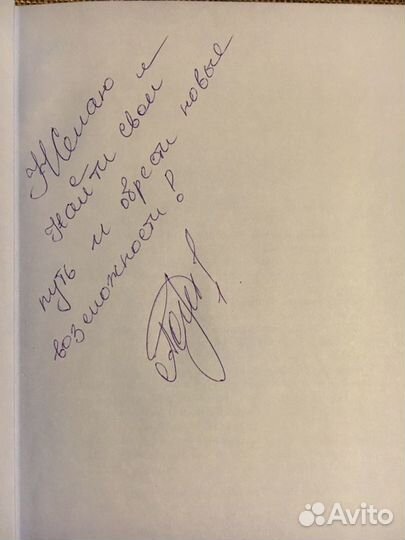 Желаю
Найти свой
путь и обрести новые
возможности!
Avito